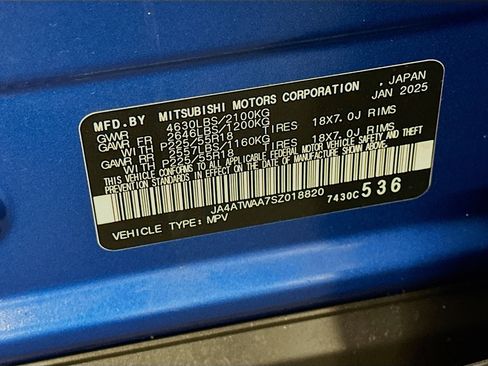 MFD.BY MITSUBISHI MOTORS CORPORATION , JAPAN
JAN 2025
GVWR 4630LBS/2100KG
GAWR FR 2646LBS/1200KG
WITH P225/55R18 TIRES 18X7.0J RIMS
GAWR RR 2557LBS/1160KG
WITH P225/55R18 TIRES 18X7.0J RIMS
THIS VEHICLE CONFORMS TO ALL APPLICABLE FEDERAL MOTOR VEHICLE SAFETY AND THEFT
PREVENTION STANDARDS IN EFFECT ON THE DATE OF MANUFACTURE SHOWN ABOVE.
JA4ATWAA7SZ018820 7430C536
VEHICLE TYPE:MPV